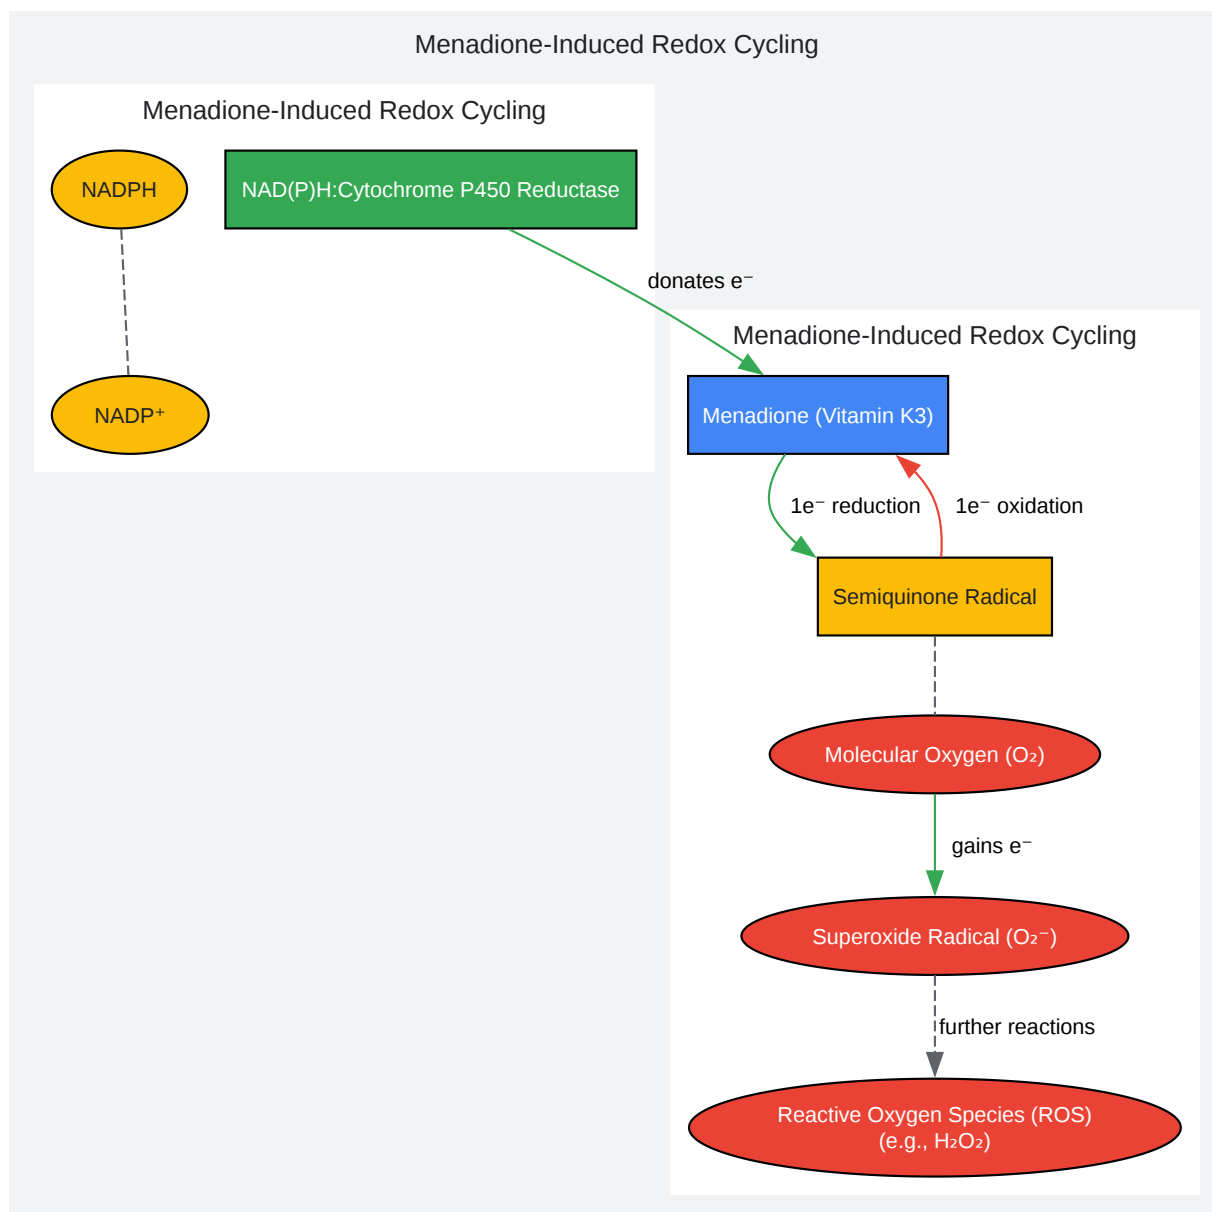 Menadione-Induced Redox Cycling
Menadione-Induced Redox Cycling
NADPH
NAD(P)H:Cytochrome P450 Reductase
donates e⁻
Menadione-Induced Redox Cycling
NADP⁺
Menadione (Vitamin K3)
1e⁻ reduction
1e⁻ oxidation
Semiquinone Radical
Molecular Oxygen (O₂)
gains e⁻
Superoxide Radical (O₂⁻)
further reactions
Reactive Oxygen Species (ROS)
(e.g., H₂O₂)